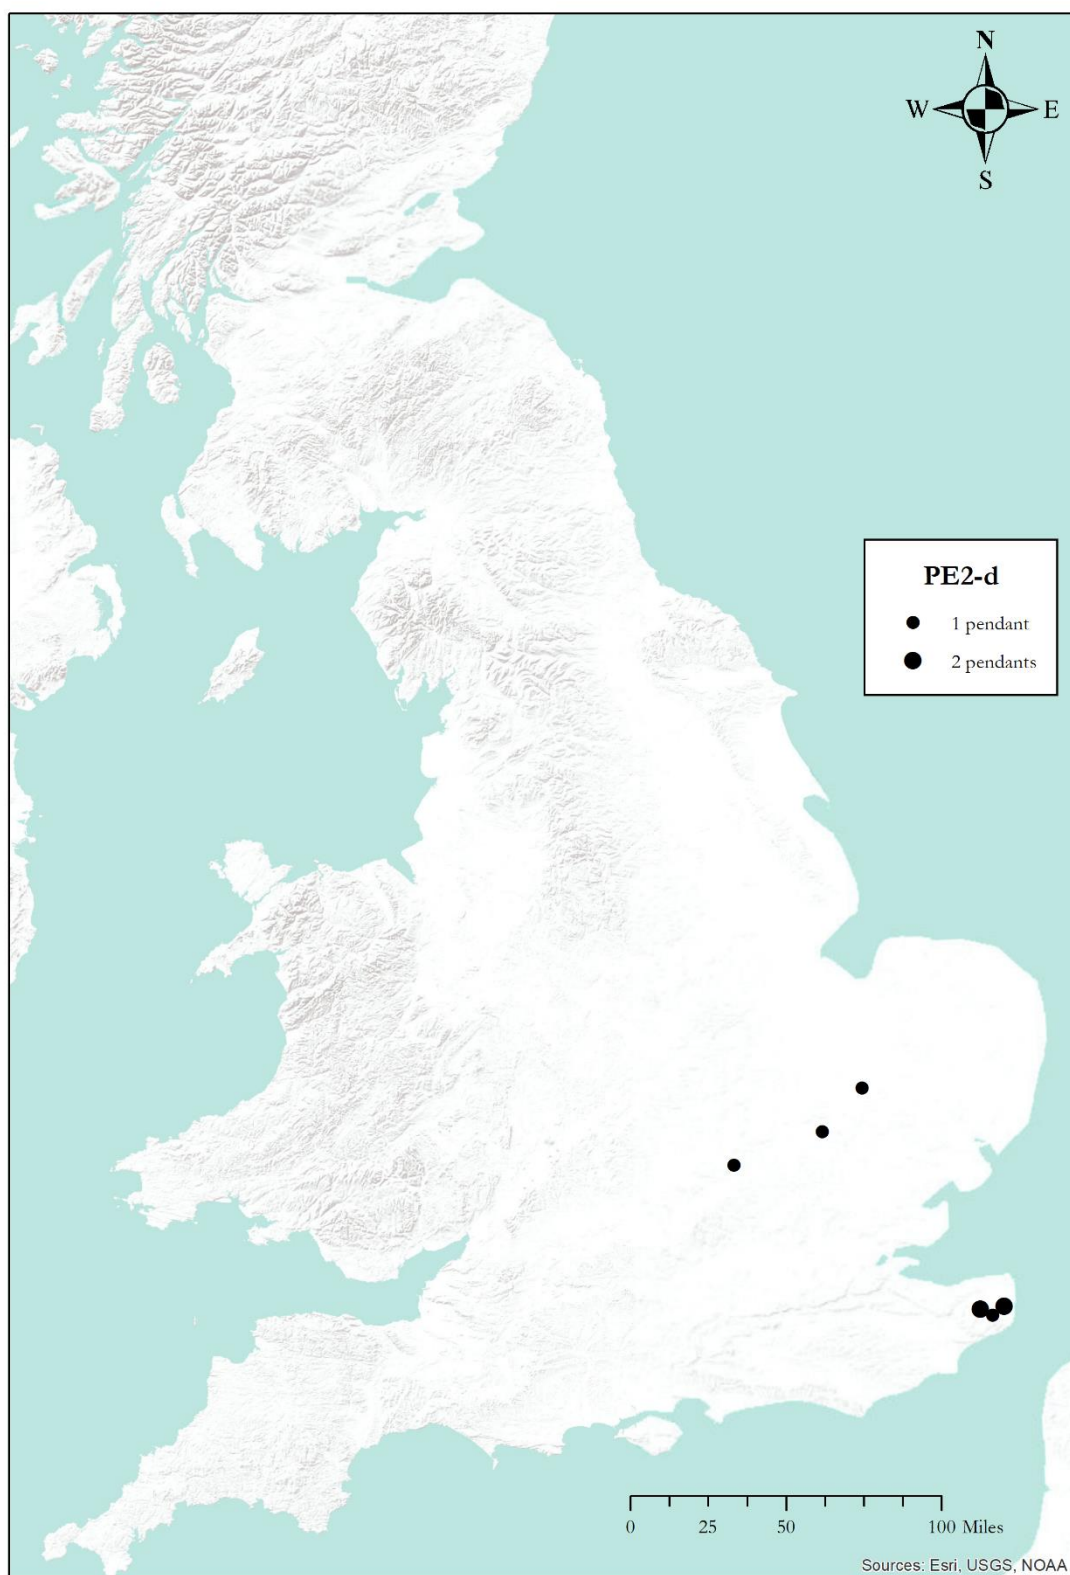 N
W E
S
PE2-d
1 pendant
2 pendants
0 25 50 100 Miles
Sources: Esri, USGS, NOAA